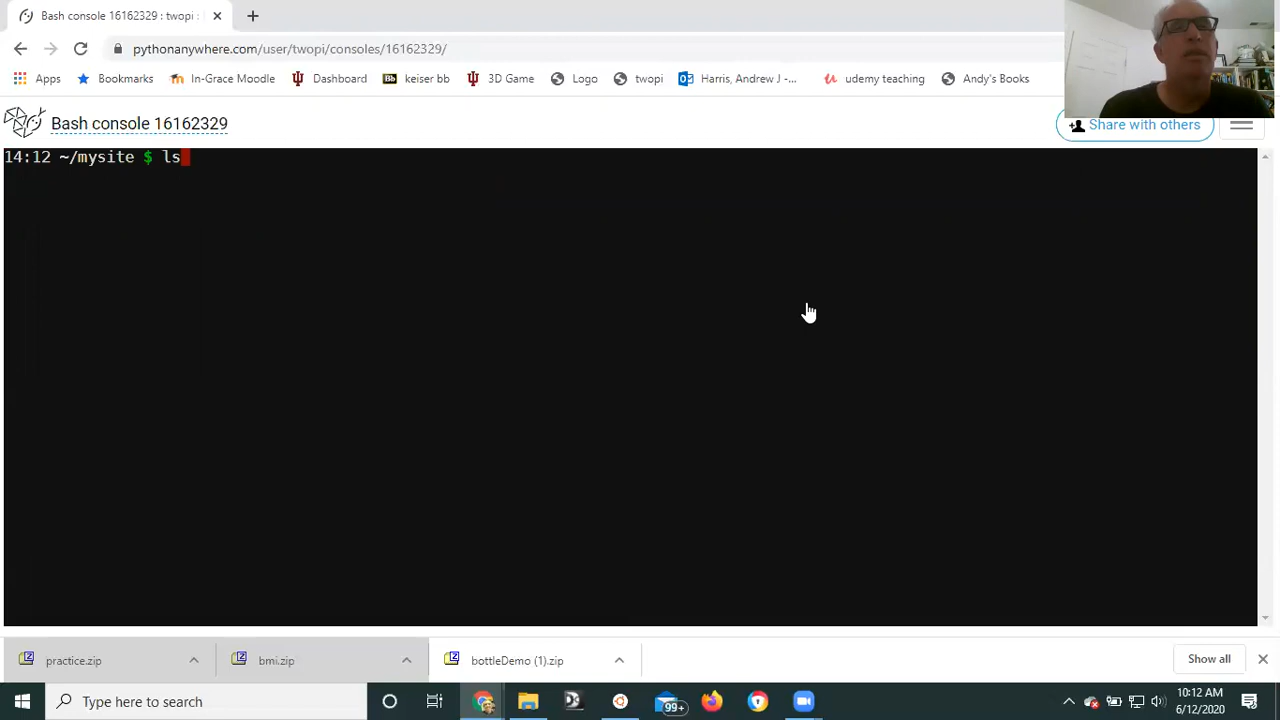 Bash console 16162329 : twopi :
pythonanywhere.com/user/twopi/consoles/16162329/
Apps Bookmarks In-Grace Moodle Dashboard Bb keiser bb 3D Game Logo twopi Harris, Andrew J -... udemy teaching Andy's Books
Bash console 16162329
Share with others
14:12 ~/mysite $ ls
practice.zip bmi.zip bottleDemo (1).zip Show all
Type here to search
99+
10:12 AM
6/12/2020